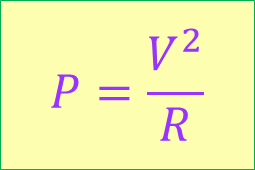 P = V²/R